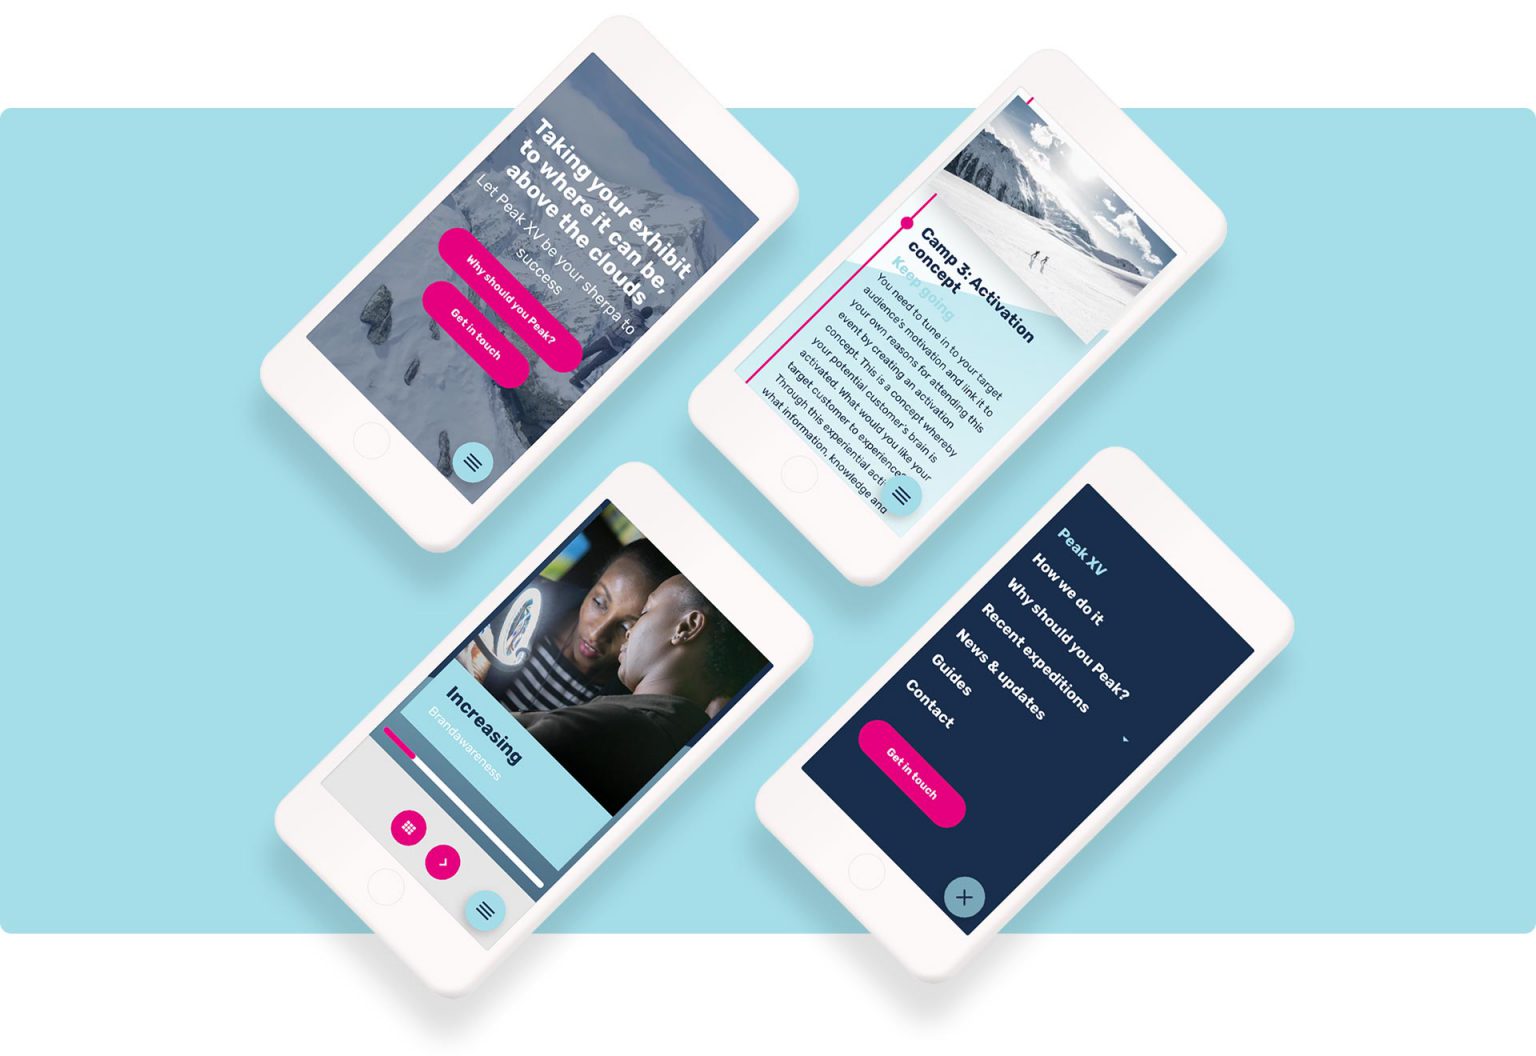 Taking your exhibit
to where it can be,
above the clouds
Let Peak XV be your sherpa to
success
Why should you Peak?
Get in touch
Camp 3: Activation
concept
Keep going
You need to tune in to your target
audience's motivation and link it to
your own reasons for attending this
event by creating an activation
concept. This is a concept whereby
your potential customer's brain is
activated. What would you like your
target customer to experience?
Through this experiential
what information, knowledge and
Increasing
Brandawareness
Peak XV
How we do it
Why should you Peak?
Recent expeditions
News & updates
Guides
Contact
Get in touch